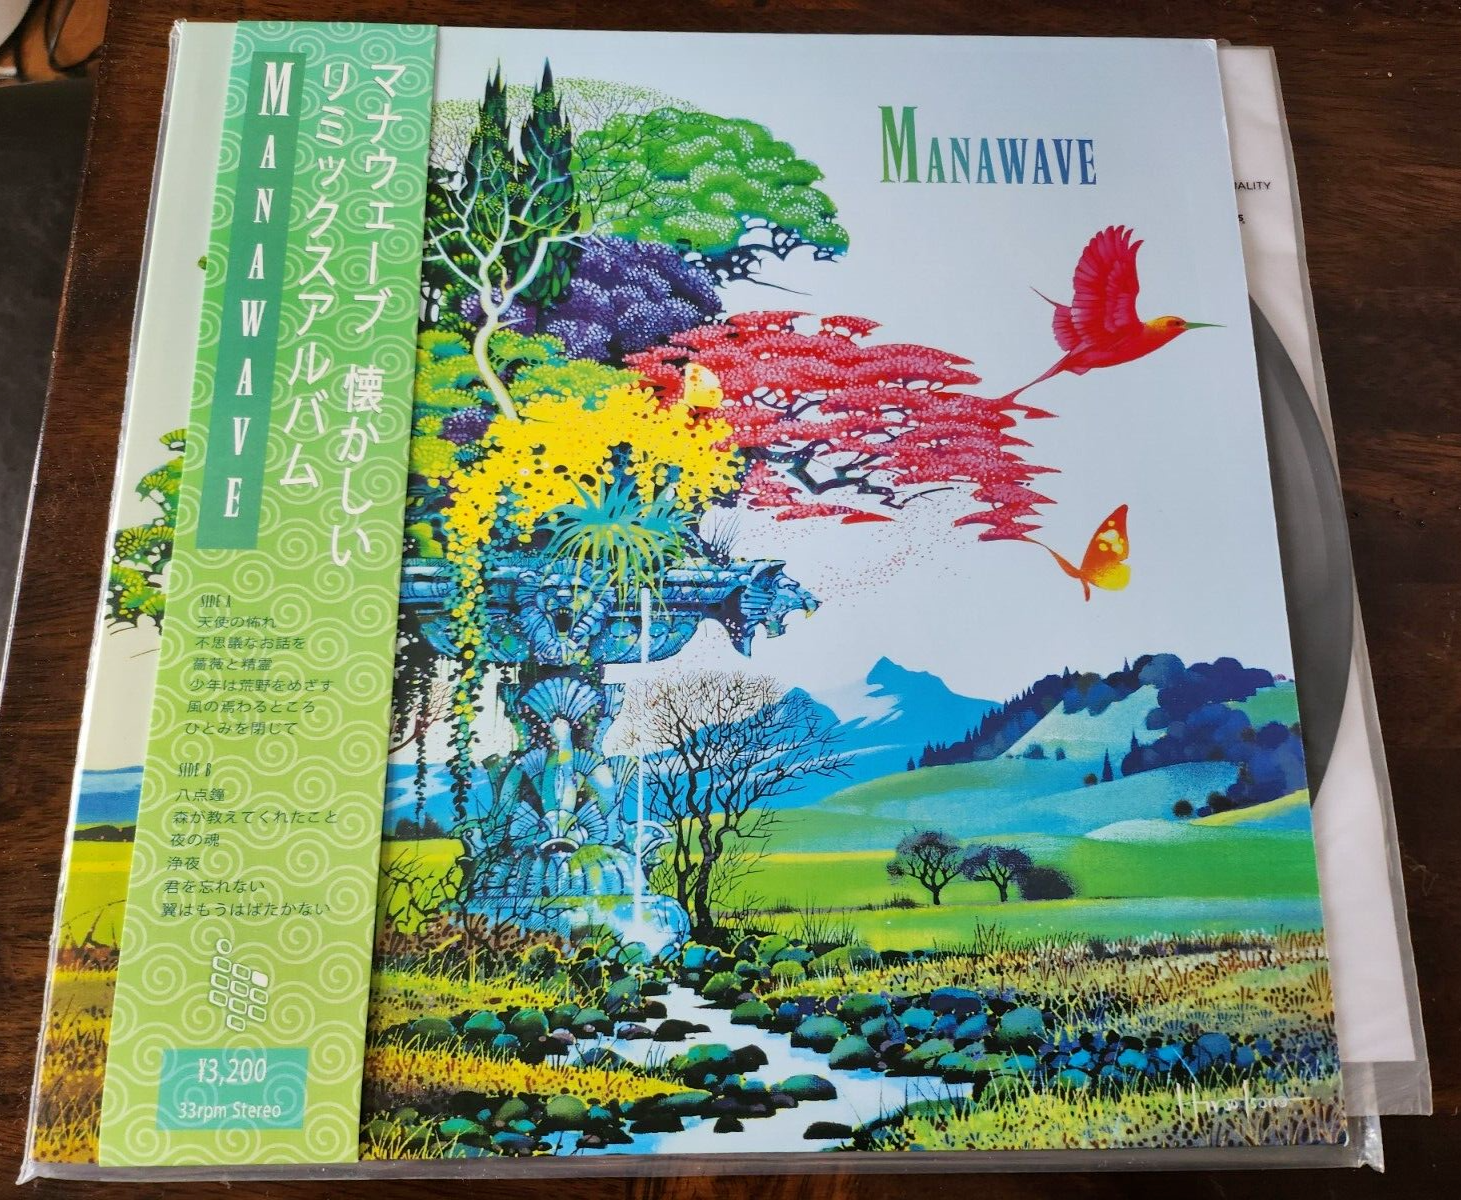 MANAWAVE
マナウエーブ 懐かしい
リミックスアルバム
SIDE A
天使の怖れ
不思議なお話を
薔薇と精霊
少年は荒野をめざす
風の鳶わるところ
ひとみを閉じて
SIDE B
八点鐘
森が教えてくれたこと
夜の魂
浄夜
君を忘れない
翼はもうはばたかない
¥3,200
33rpm Stereo
MANAWAVE